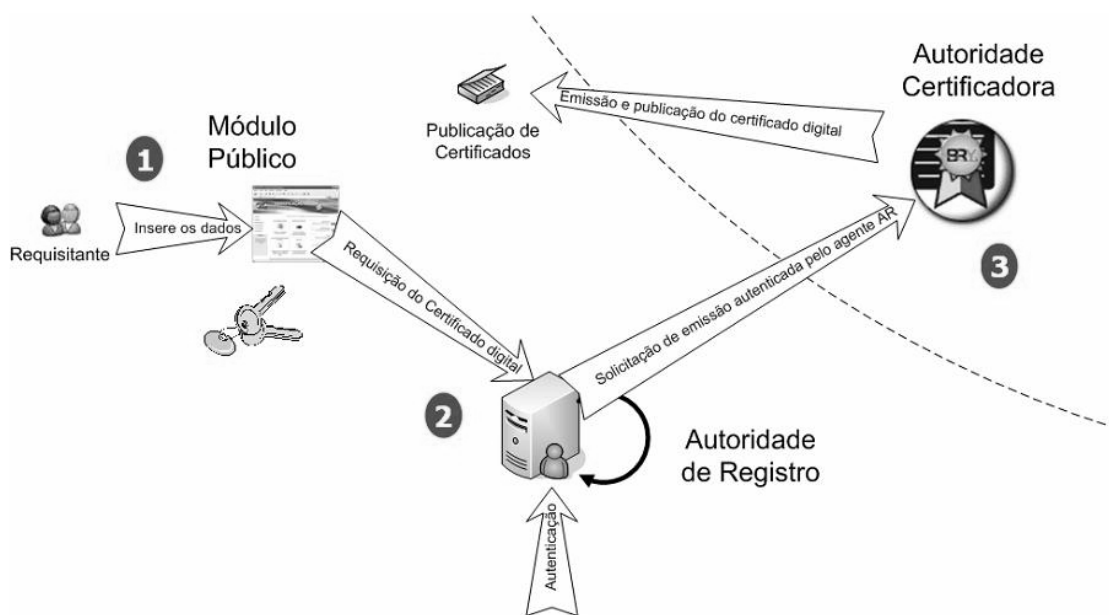 Autoridade
Certificadora
Emissão e publicação do certificado digital
Publicação de
Certificados
Módulo
Público
1
Insere os dados
Requisitante
BRY
Requisição do Certificado digital
Solicitação de emissão autenticada pelo agente AR
3
2
Autoridade
de Registro
Autenticação